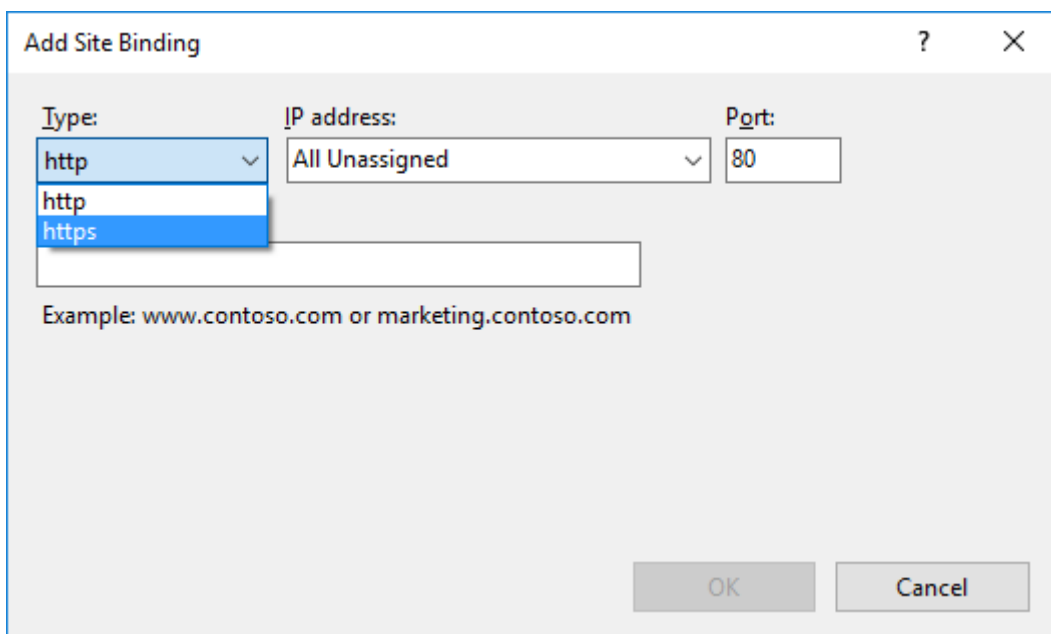 Add Site Binding ?
Type: IP address: Port:
http All Unassigned 80
http
https
Example: www.contoso.com or marketing.contoso.com
OK Cancel